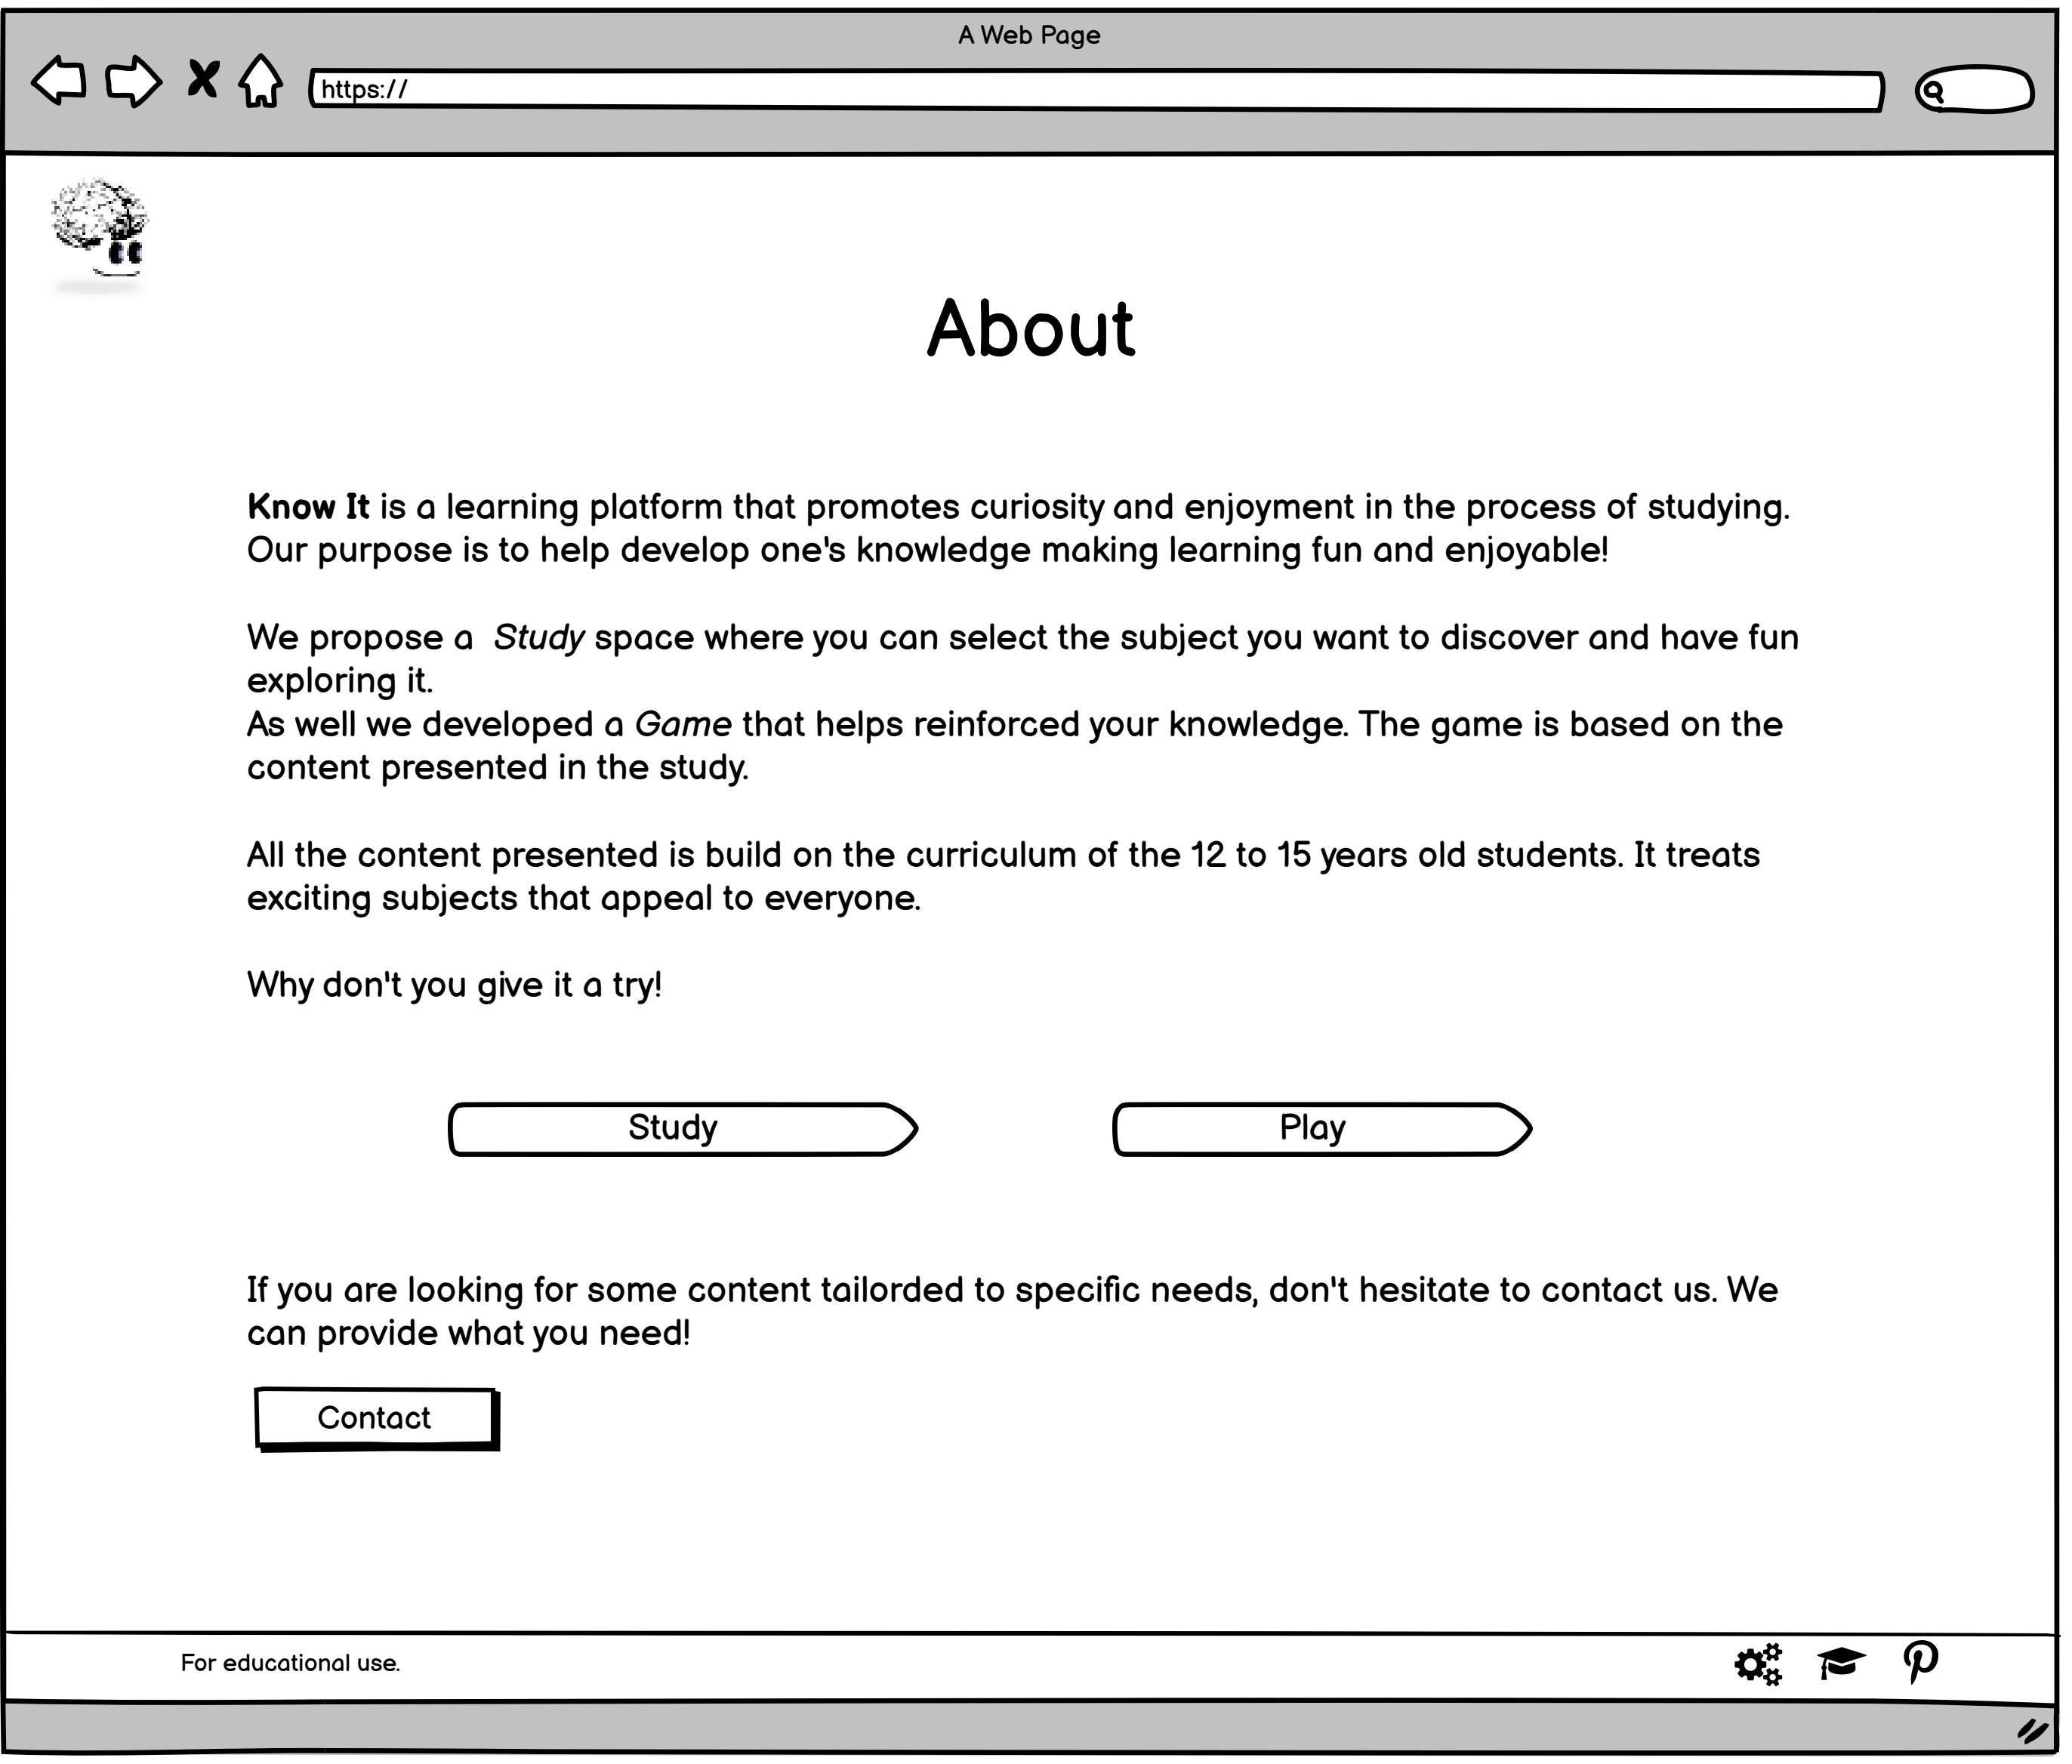 A Web Page
https://
About
Know It is a learning platform that promotes curiosity and enjoyment in the process of studying.
Our purpose is to help develop one's knowledge making learning fun and enjoyable!
We propose a  Study space where you can select the subject you want to discover and have fun
exploring it.
As well we developed a Game that helps reinforced your knowledge. The game is based on the
content presented in the study.
All the content presented is build on the curriculum of the 12 to 15 years old students. It treats
exciting subjects that appeal to everyone.
Why don't you give it a try!
Study
Play
If you are looking for some content tailorded to specific needs, don't hesitate to contact us. We
can provide what you need!
Contact
For educational use.